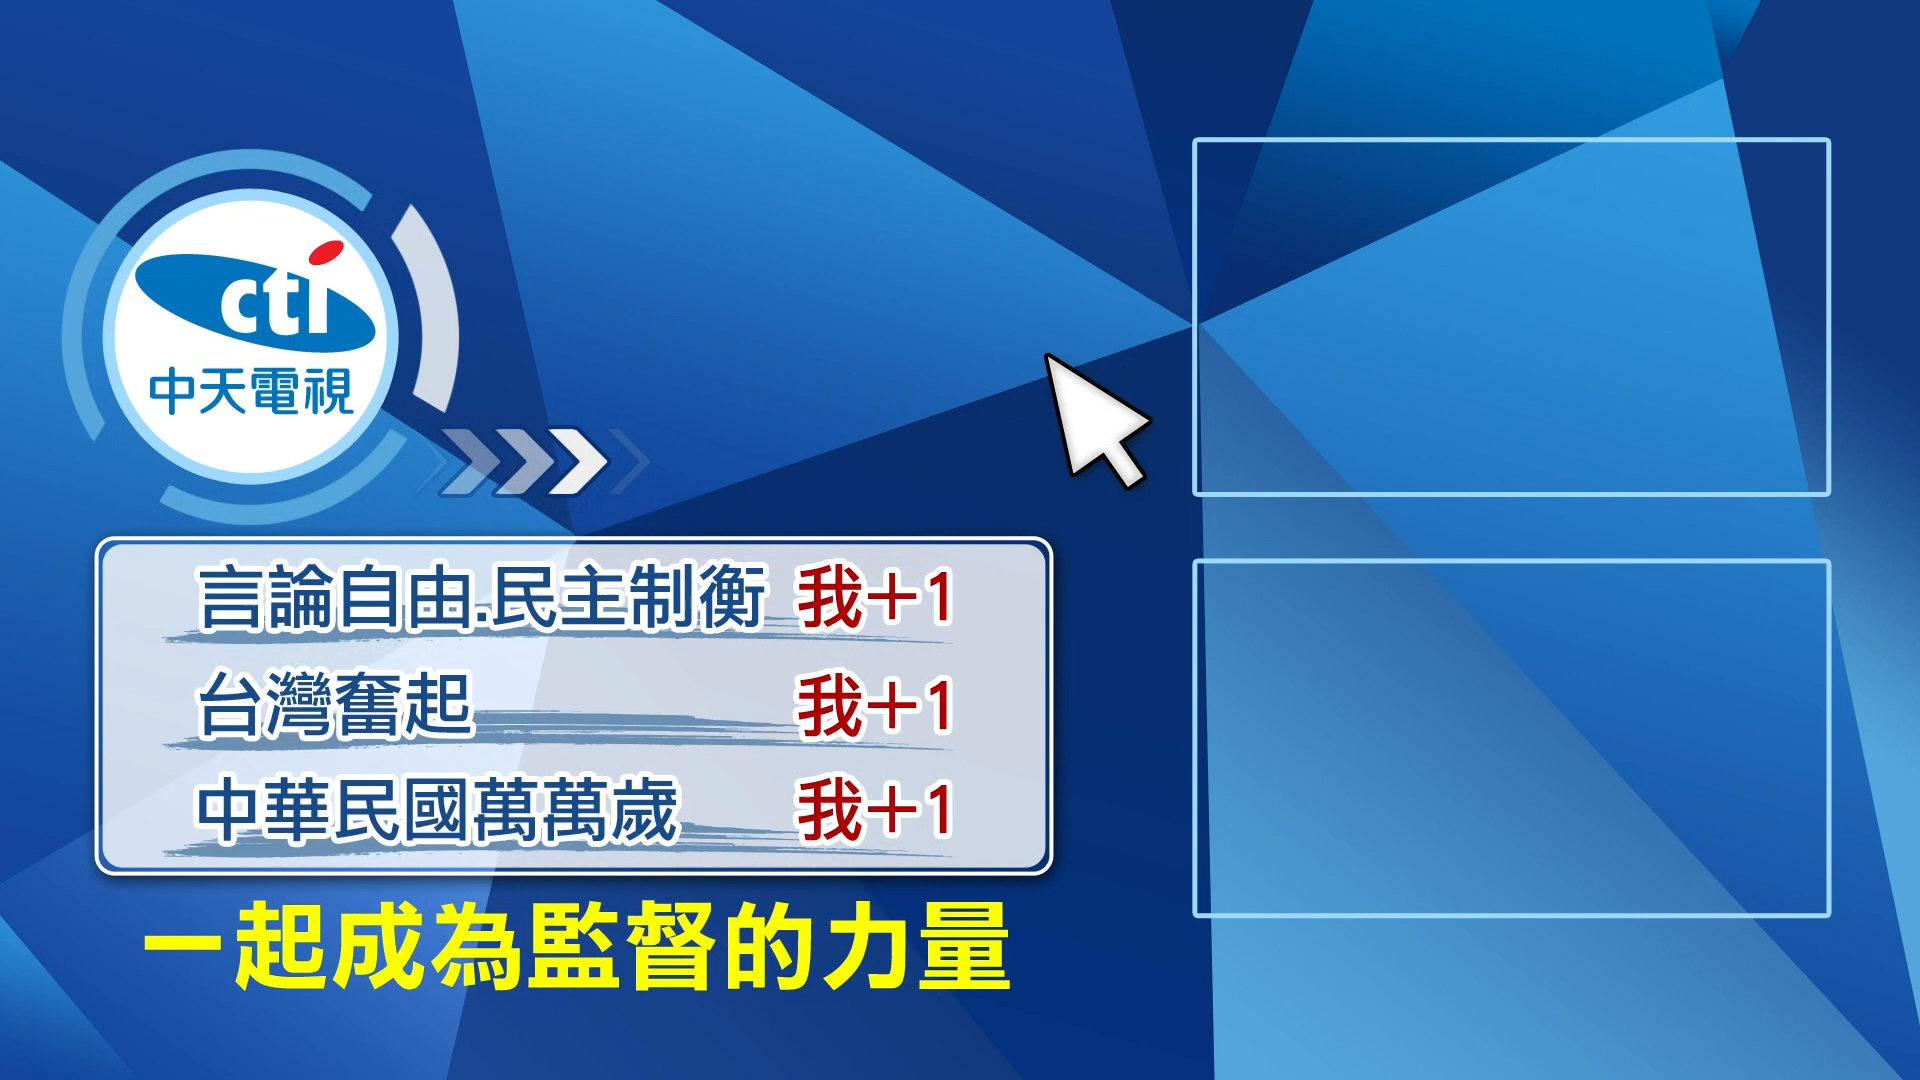 cti
中天電視
言論自由.民主制衡 我+1
台灣奮起 我+1
中華民國萬萬歲 我+1
一起成為監督的力量